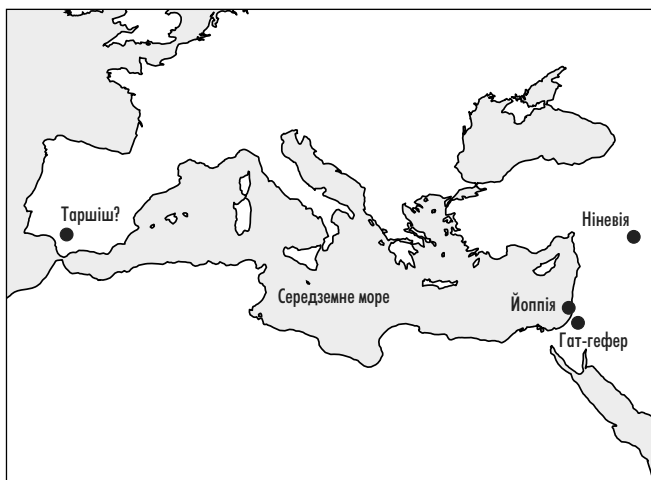 Таршіш?
Ніневія
Середземне море
Йоппія
Гат-гефер